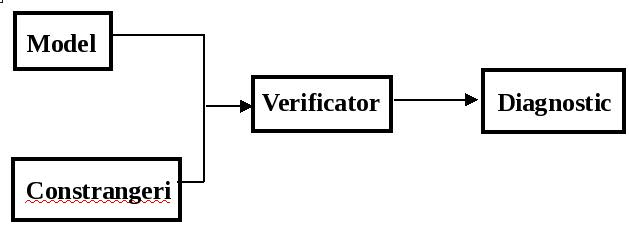 Model
Verificator
Diagnostic
Constrangeri